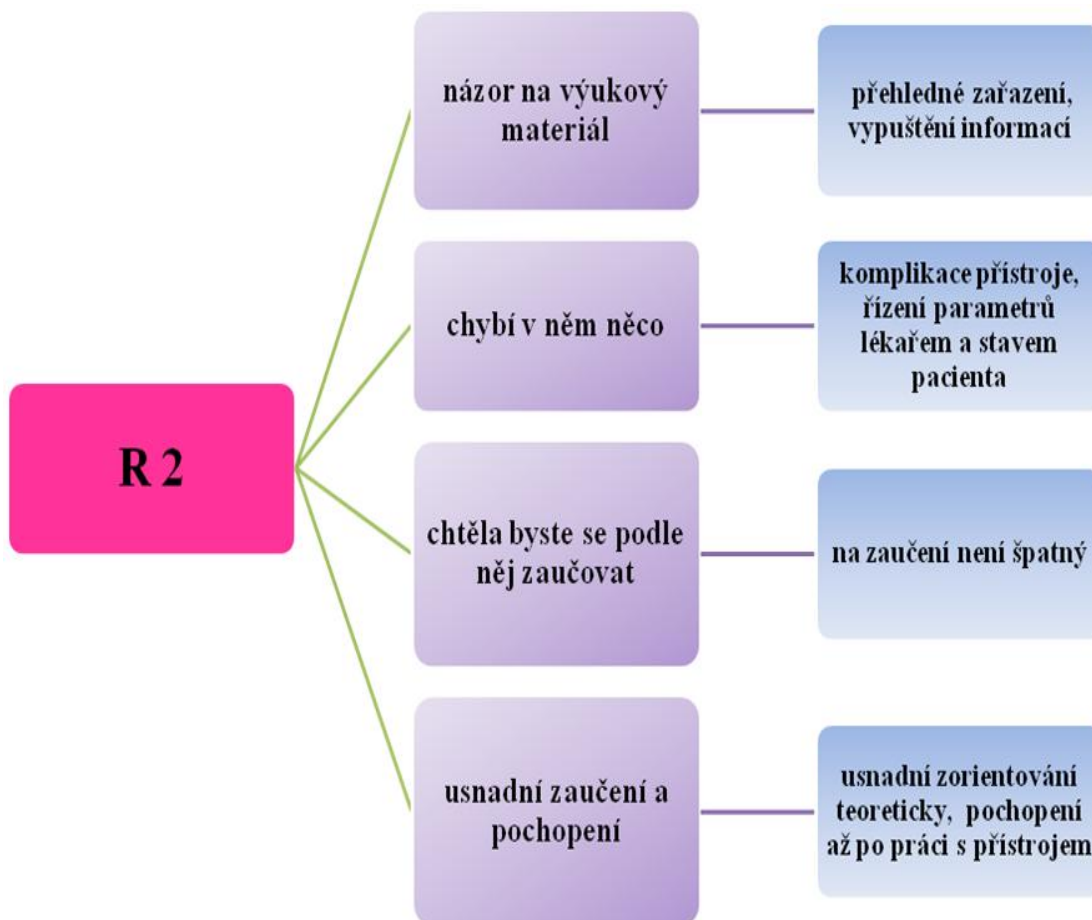 R 2
názor na výukový
materiál
přehledné zařazení,
vypuštění informací
chybí v něm něco
komplikace přístroje,
řízení parametrů
lékařem a stavem
pacienta
chtěla byste se podle
něj zaučovat
na zaučení není špatný
usnadní zaučení a
pochopení
usnadní zorientování
teoreticky, pochopení
až po práci s přístrojem